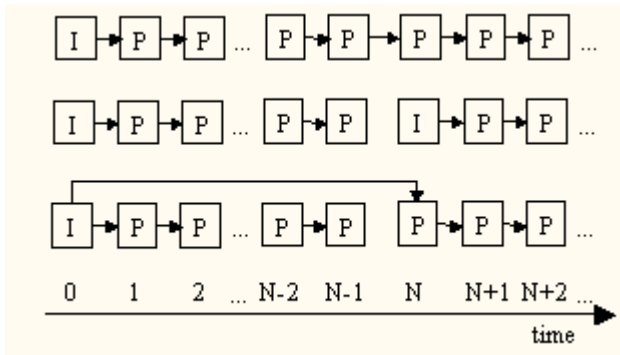 I P P ... P P P P P ...
I P P ... P P I P P ...
I P P ... P P P P P ...
0 1 2 ... N-2 N-1 N N+1 N+2 ...
time